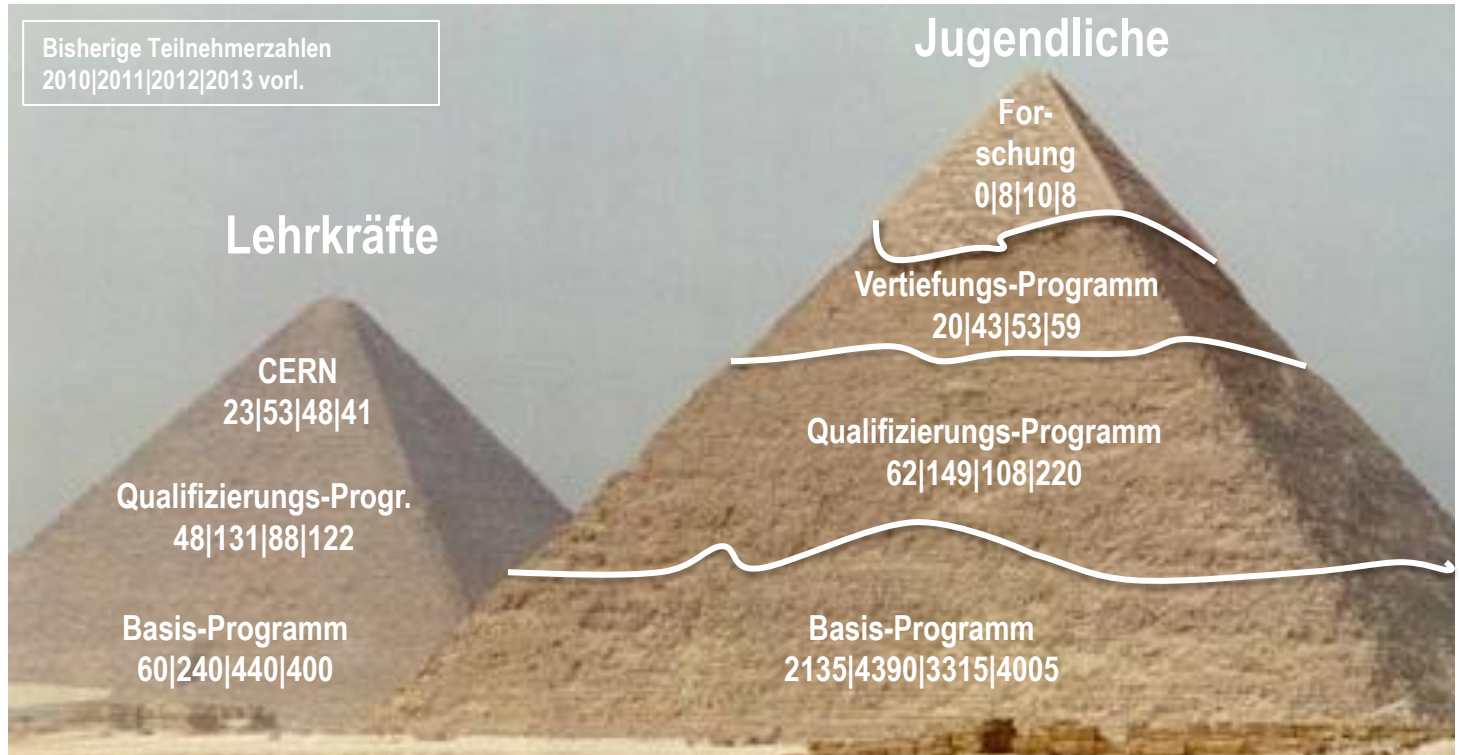 Bisherige Teilnehmerzahlen
2010|2011|2012|2013 vorl.
Jugendliche
For-
schung
0|8|10|8
Vertiefungs-Programm
20|43|53|59
Qualifizierungs-Programm
62|149|108|220
Basis-Programm
2135|4390|3315|4005
Lehrkräfte
CERN
23|53|48|41
Qualifizierungs-Progr.
48|131|88|122
Basis-Programm
60|240|440|400